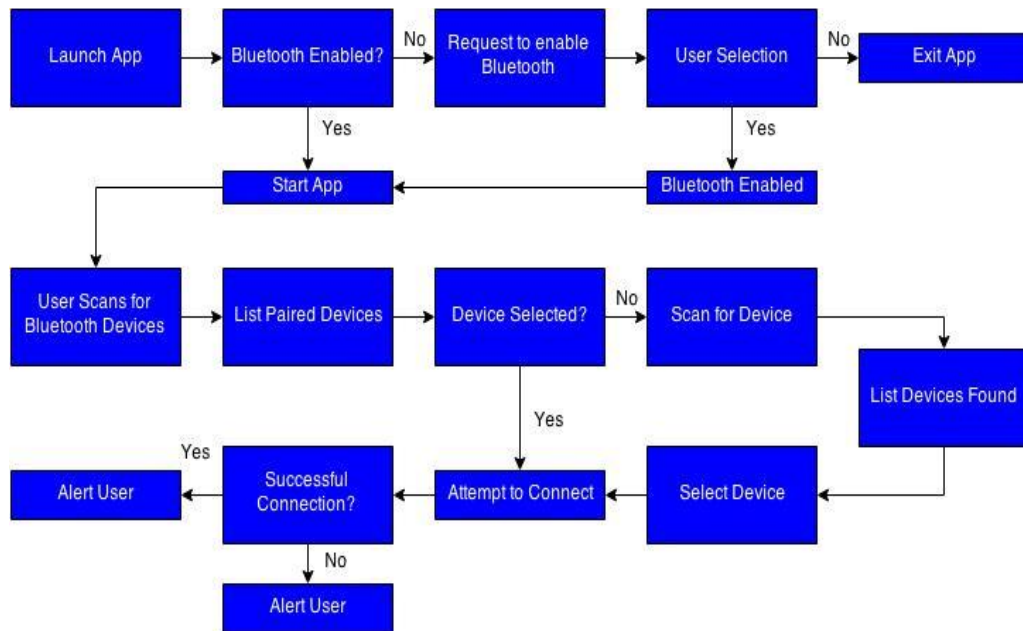 Launch App
Bluetooth Enabled?
No
Request to enable
Bluetooth
User Selection
No
Exit App
Yes
Yes
Start App
Bluetooth Enabled
User Scans for
Bluetooth Devices
List Paired Devices
Device Selected?
No
Scan for Device
List Devices Found
Yes
Yes
Alert User
Successful
Connection?
Attempt to Connect
Select Device
No
Alert User